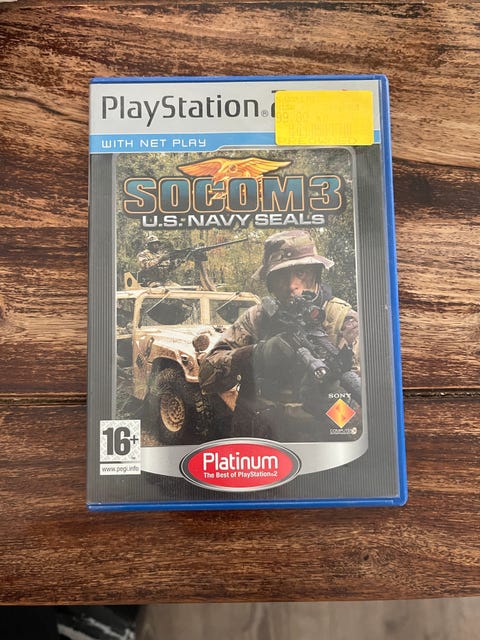 PlayStation®2
WITH NET PLAY
SOCOM 3
U.S. NAVY SEALS
SONY
COMPUTER
16+
www.pegi.info
Platinum
The Best of PlayStation®2